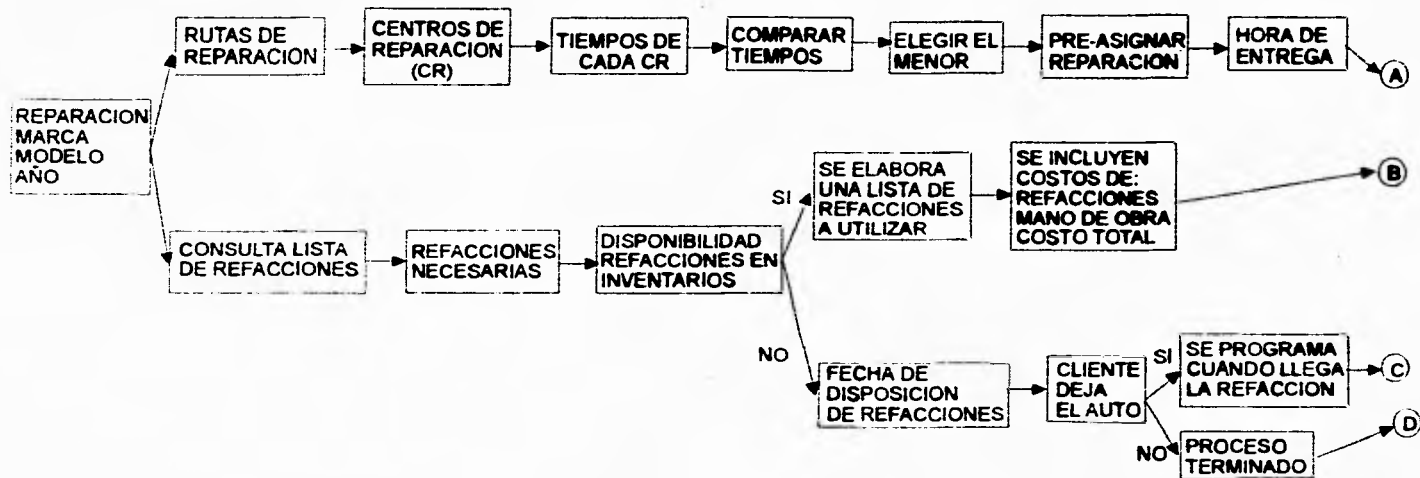 RUTAS DE
REPARACION
CENTROS DE
REPARACION
(CR)
TIEMPOS DE
CADA CR
COMPARAR
TIEMPOS
ELEGIR EL
MENOR
PRE-ASIGNAR
REPARACION
HORA DE
ENTREGA
A
REPARACION
MARCA
MODELO
AÑO
CONSULTA LISTA
DE REFACCIONES
REFACCIONES
NECESARIAS
DISPONIBILIDAD
REFACCIONES EN
INVENTARIOS
SI
SE ELABORA
UNA LISTA DE
REFACCIONES
A UTILIZAR
SE INCLUYEN
COSTOS DE:
REFACCIONES
MANO DE OBRA
COSTO TOTAL
B
NO
FECHA DE
DISPOSICION
DE REFACCIONES
CLIENTE
DEJA
EL AUTO
SI
SE PROGRAMA
CUANDO LLEGA
LA REFACCION
C
NO
PROCESO
TERMINADO
D